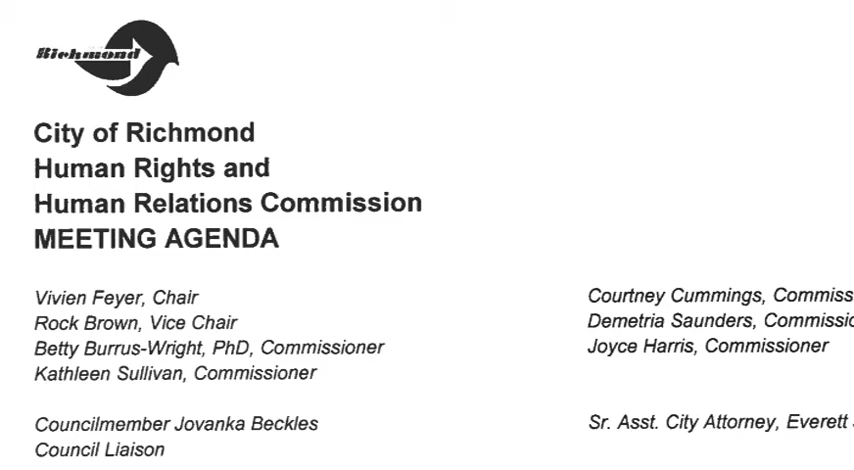 Richmond
City of Richmond
Human Rights and
Human Relations Commission
MEETING AGENDA
Vivien Feyer, Chair
Rock Brown, Vice Chair
Betty Burrus-Wright, PhD, Commissioner
Kathleen Sullivan, Commissioner
Courtney Cummings, Commiss
Demetria Saunders, Commissio
Joyce Harris, Commissioner
Councilmember Jovanka Beckles
Council Liaison
Sr. Asst. City Attorney, Everett